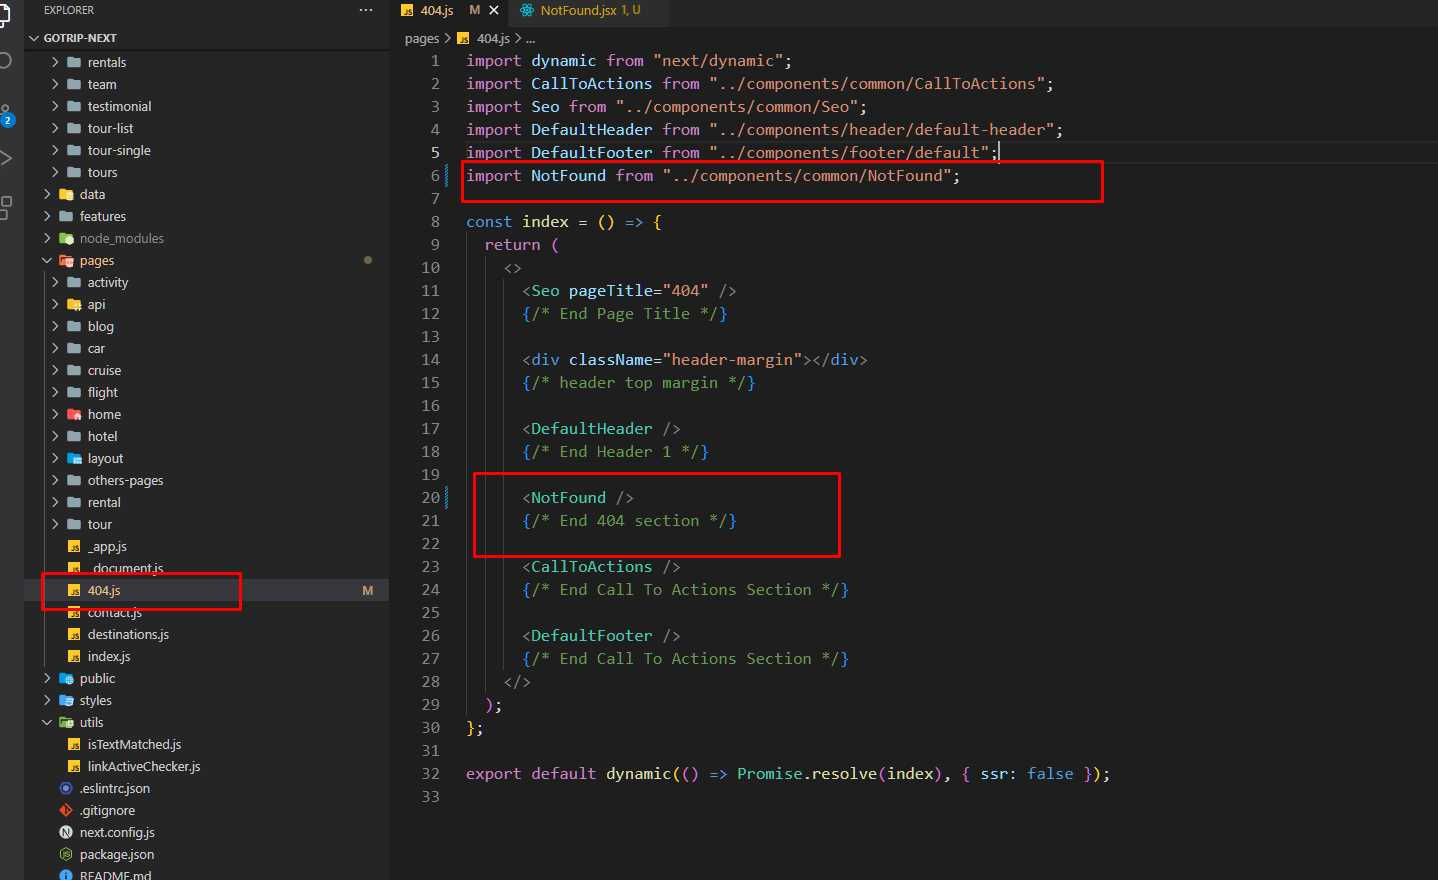 EXPLORER
···
GOTRIP-NEXT
rentals
team
testimonial
tour-list
tour-single
tours
data
features
node_modules
pages
activity
api
blog
car
cruise
flight
home
hotel
layout
others-pages
rental
tour
_app.js
_document.js
404.js M
contact.js
destinations.js
index.js
public
styles
utils
isTextMatched.js
linkActiveChecker.js
.eslintrc.json
.gitignore
next.config.js
package.json
README.md
2
404.js M
NotFound.jsx 1, U
pages > 404.js > ...
1 import dynamic from "next/dynamic";
2 import CallToActions from "../components/common/CallToActions";
3 import Seo from "../components/common/Seo";
4 import DefaultHeader from "../components/header/default-header";
5 import DefaultFooter from "../components/footer/default";
6 import NotFound from "../components/common/NotFound";
7
8 const index = () => {
9 return (
10 <>
11 <Seo pageTitle="404" />
12 {/* End Page Title */}
13
14 <div className="header-margin"></div>
15 {/* header top margin */}
16
17 <DefaultHeader />
18 {/* End Header 1 */}
19
20 <NotFound />
21 {/* End 404 section */}
22
23 <CallToActions />
24 {/* End Call To Actions Section */}
25
26 <DefaultFooter />
27 {/* End Call To Actions Section */}
28 </>
29 );
30 };
31
32 export default dynamic(() => Promise.resolve(index), { ssr: false });
33